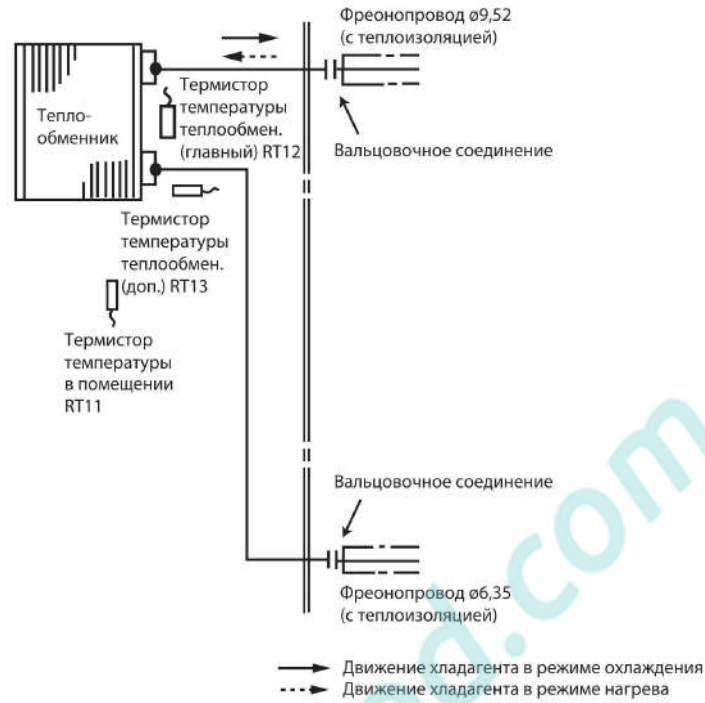 Фреонопровод ø9,52
(с теплоизоляцией)
Тепло-
обменник
Термистор
температуры
теплообмен.
(главный) RT12
Вальцовочное соединение
Термистор
температуры
теплообмен.
(доп.) RT13
Термистор
температуры
в помещении
RT11
Вальцовочное соединение
Фреонопровод ø6,35
(с теплоизоляцией)
Движение хладагента в режиме охлаждения
Движение хладагента в режиме нагрева